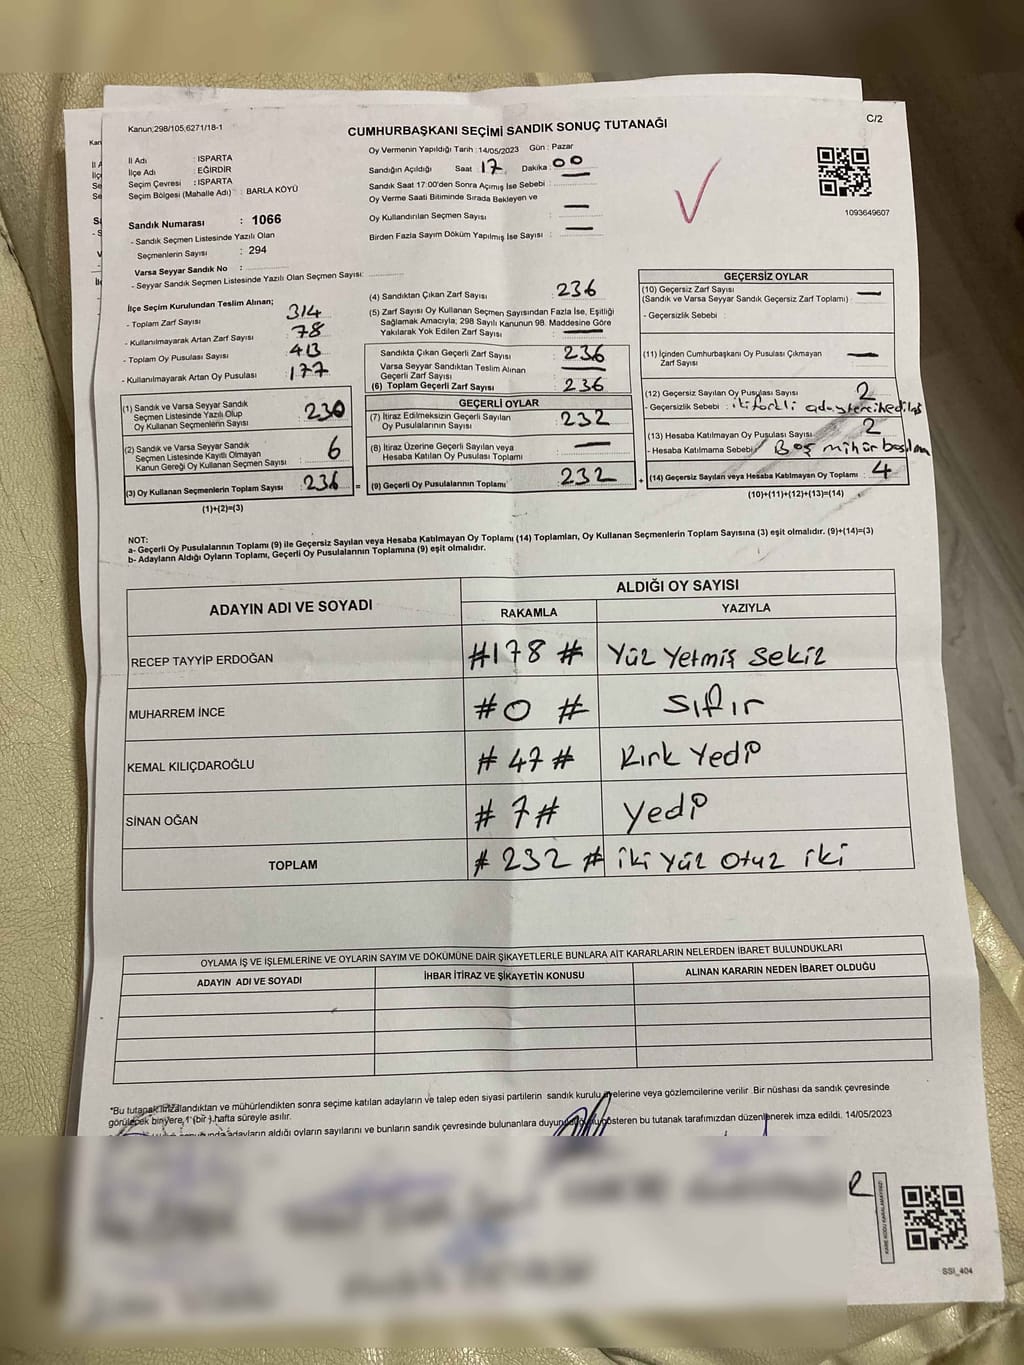 Kanun;298/105,6271/18-1
C/2
CUMHURBAŞKANI SEÇİMİ SANDIK SONUÇ TUTANAĞI
İl Adı : ISPARTA
İlçe Adı : EĞİRDİR
Seçim Çevresi : ISPARTA
Seçim Bölgesi (Mahalle Adı) : BARLA KÖYÜ
Sandık Numarası : 1066
- Sandık Seçmen Listesinde Yazılı Olan
Seçmenlerin Sayısı : 294
Varsa Seyyar Sandık No :
- Seyyar Sandık Seçmen Listesinde Yazılı Olan Seçmen Sayısı:
Oy Vermenin Yapıldığı Tarih : 14/05/2023 Gün : Pazar
Sandığın Açıldığı Saat : 17 Dakika : 00
Sandık Saat 17:00'den Sonra Açımış İse Sebebi : —
Oy Verme Saati Bitiminde Sırada Bekleyen ve
Oy Kullandırılan Seçmen Sayısı : —
Birden Fazla Sayım Döküm Yapılmış İse Sayısı : —
1093649607
İlçe Seçim Kurulundan Teslim Alınan;
- Toplam Zarf Sayısı : 314
- Kullanılmayarak Artan Zarf Sayısı : 78
- Toplam Oy Pusulası Sayısı : 413
- Kullanılmayarak Artan Oy Pusulası : 177
(1) Sandık ve Varsa Seyyar Sandık
Seçmen Listesinde Yazılı Olup
Oy Kullanan Seçmenlerin Sayısı : 230
(2) Sandık ve Varsa Seyyar Sandık
Seçmen Listesinde Kayıtlı Olmayan
Kanun Gereği Oy Kullanan Seçmen Sayısı : 6
(3) Oy Kullanan Seçmenlerin Toplam Sayısı : 236 =
(1)+(2)=(3)
(4) Sandıktan Çıkan Zarf Sayısı : 236
(5) Zarf Sayısı Oy Kullanan Seçmen Sayısından Fazla İse, Eşitliği
Sağlamak Amacıyla; 298 Sayılı Kanunun 98. Maddesine Göre
Yakılarak Yok Edilen Zarf Sayısı : —
Sandıkta Çıkan Geçerli Zarf Sayısı : 236
Varsa Seyyar Sandıktan Teslim Alınan
Geçerli Zarf Sayısı : —
(6) Toplam Geçerli Zarf Sayısı : 236
GEÇERLİ OYLAR
(7) İtiraz Edilmeksizin Geçerli Sayılan
Oy Pusulalarının Sayısı : 232
(8) İtiraz Üzerine Geçerli Sayılan veya
Hesaba Katılan Oy Pusulası Toplamı : —
(9) Geçerli Oy Pusulalarının Toplamı : 232 +
GEÇERSİZ OYLAR
(10) Geçersiz Zarf Sayısı
(Sandık ve Varsa Seyyar Sandık Geçersiz Zarf Toplamı) : —
- Geçersizlik Sebebi :
(11) İçinden Cumhurbaşkanı Oy Pusulası Çıkmayan
Zarf Sayısı : —
(12) Geçersiz Sayılan Oy Pusulası Sayısı : 2
- Geçersizlik Sebebi : iki farklı aday
(13) Hesaba Katılmayan Oy Pusulası Sayısı : 2
- Hesaba Katılmama Sebebi : Boş mühür
(14) Geçersiz Sayılan veya Hesaba Katılmayan Oy Toplamı : 4
(10)+(11)+(12)+(13)=(14)
NOT:
a- Geçerli Oy Pusulalarının Toplamı (9) ile Geçersiz Sayılan veya Hesaba Katılmayan Oy Toplamı (14) Toplamları, Oy Kullanan Seçmenlerin Toplam Sayısına (3) eşit olmalıdır. (9)+(14)=(3)
b- Adayların Aldığı Oyların Toplamı, Geçerli Oy Pusulalarının Toplamına (9) eşit olmalıdır.
ADAYIN ADI VE SOYADI
ALDIĞI OY SAYISI
RAKAMLA YAZIYLA
RECEP TAYYİP ERDOĞAN #178 # Yüz Yetmiş Sekiz
MUHARREM İNCE #0 # Sıfır
KEMAL KILIÇDAROĞLU # 47 # Kırk Yedi
SİNAN OĞAN # 7 # Yedi
TOPLAM # 232 # iki Yüz Otuz iki
OYLAMA İŞ VE İŞLEMLERİNE VE OYLARIN SAYIM VE DÖKÜMÜNE DAİR ŞİKAYETLERLE BUNLARA AİT KARARLARIN NELERDEN İBARET BULUNDUKLARI
ADAYIN ADI VE SOYADI İHBAR İTİRAZ VE ŞİKAYETİN KONUSU ALINAN KARARIN NEDEN İBARET OLDUĞU
"Bu tutanak imzalandıktan ve mühürlendikten sonra seçime katılan adayların ve talep eden siyasi partilerin sandık kurulu üyelerine veya gözlemcilerine verilir. Bir nüshası da sandık çevresinde
görülecek bir yere, 1 (bir ) hafta süreyle asılır.
adayların aldığı oyların sayılarını ve bunların sandık çevresinde bulunanlara gösteren bu tutanak tarafımızdan düzenlenerek imza edildi. 14/05/2023
KARE KODU KARALAMAYINIZ!
SSI_404